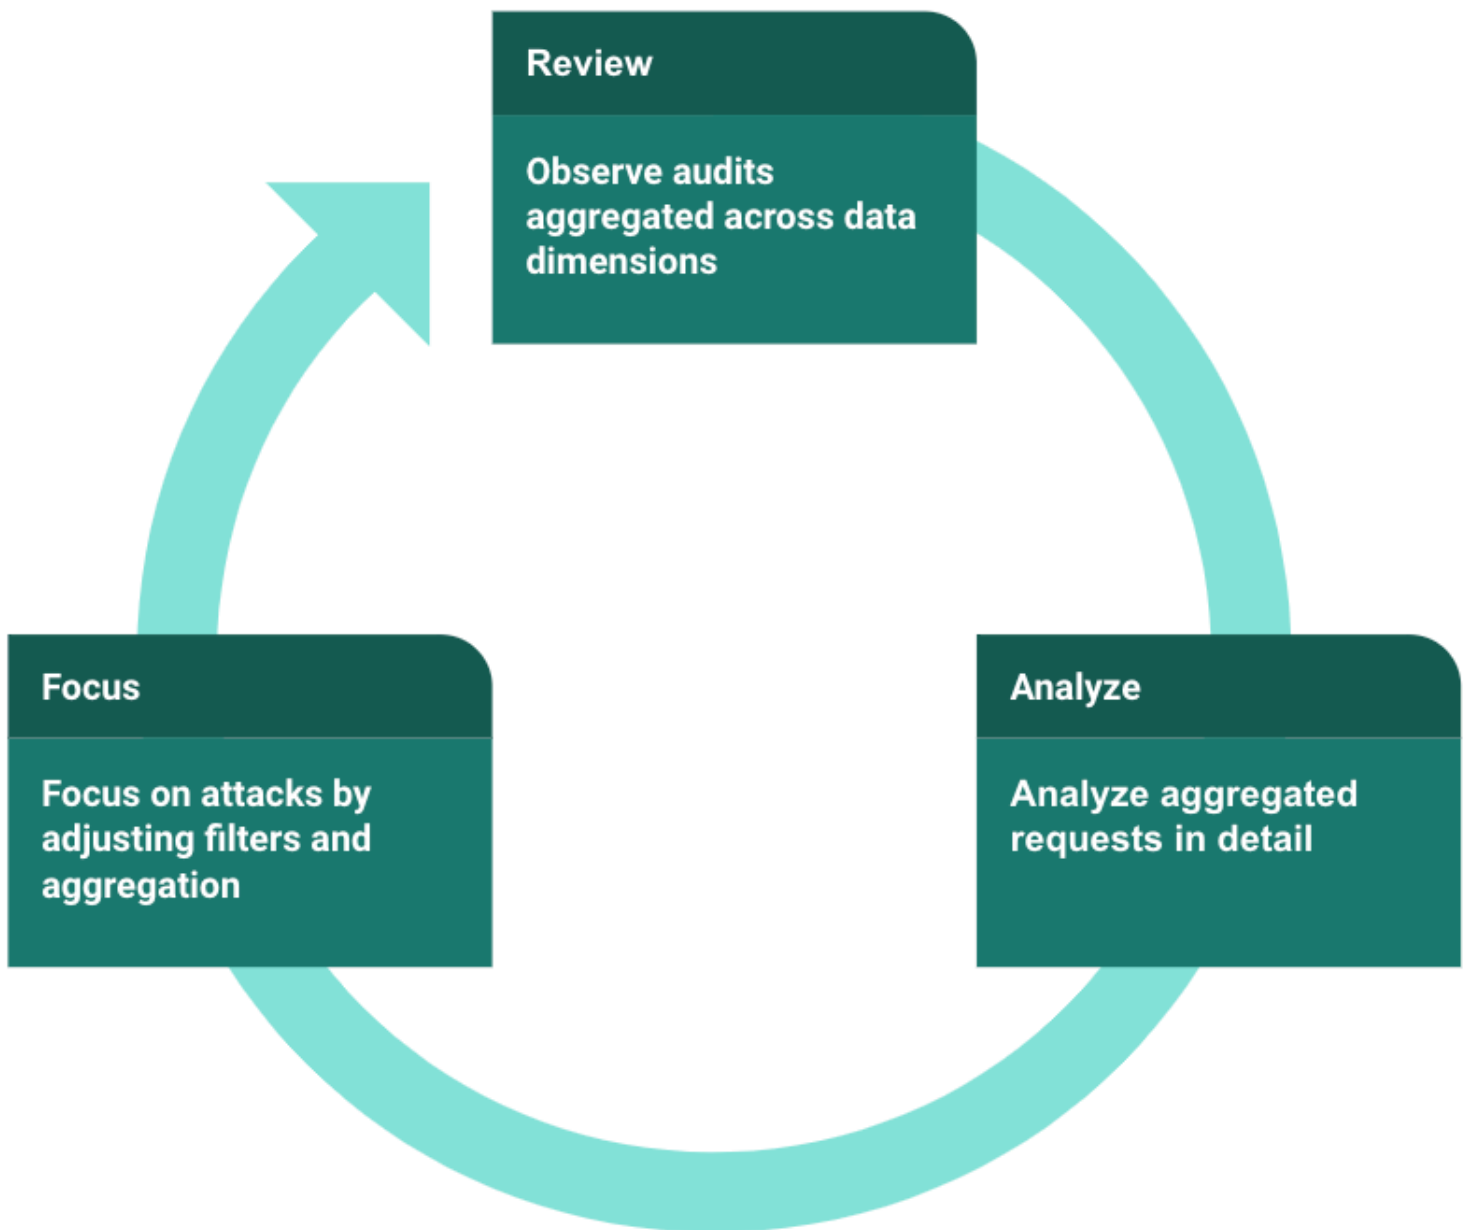 Review
Observe audits
aggregated across data
dimensions
Focus
Focus on attacks by
adjusting filters and
aggregation
Analyze
Analyze aggregated
requests in detail